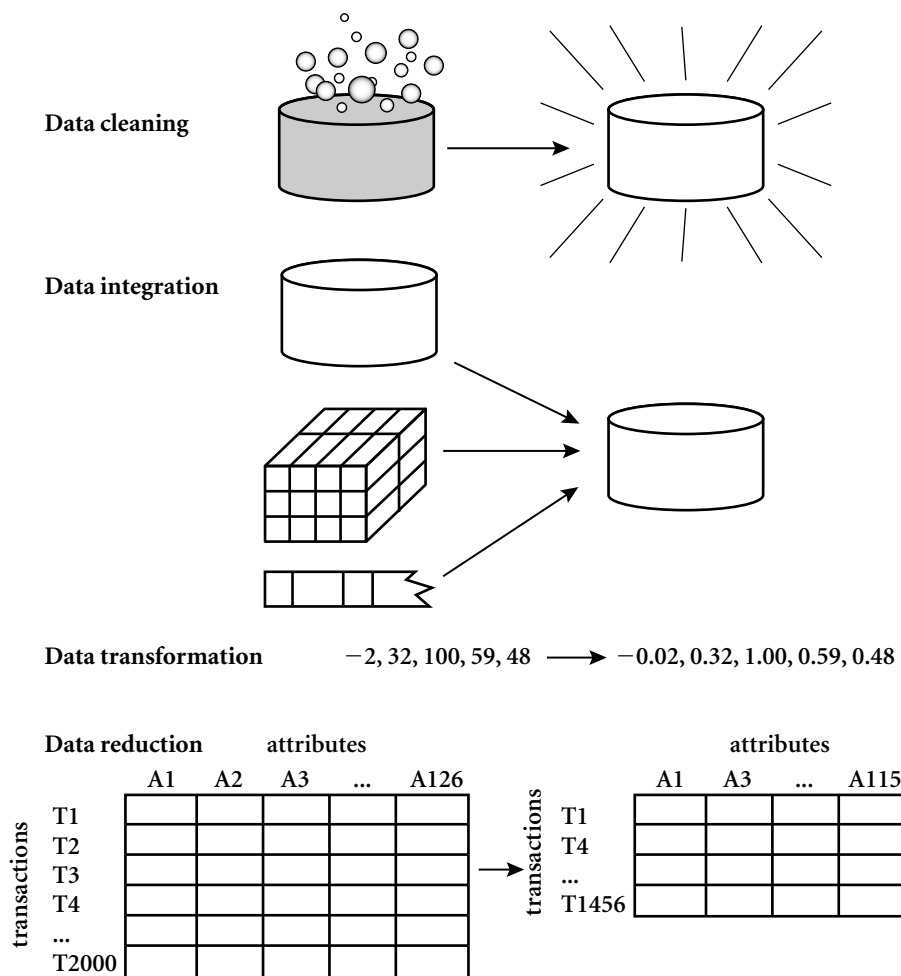 Data cleaning
Data integration
Data transformation −2, 32, 100, 59, 48 −0.02, 0.32, 1.00, 0.59, 0.48
Data reduction attributes
A1 A2 A3 ... A126
transactions
T1
T2
T3
T4
...
T2000
attributes
A1 A3 ... A115
transactions
T1
T4
...
T1456